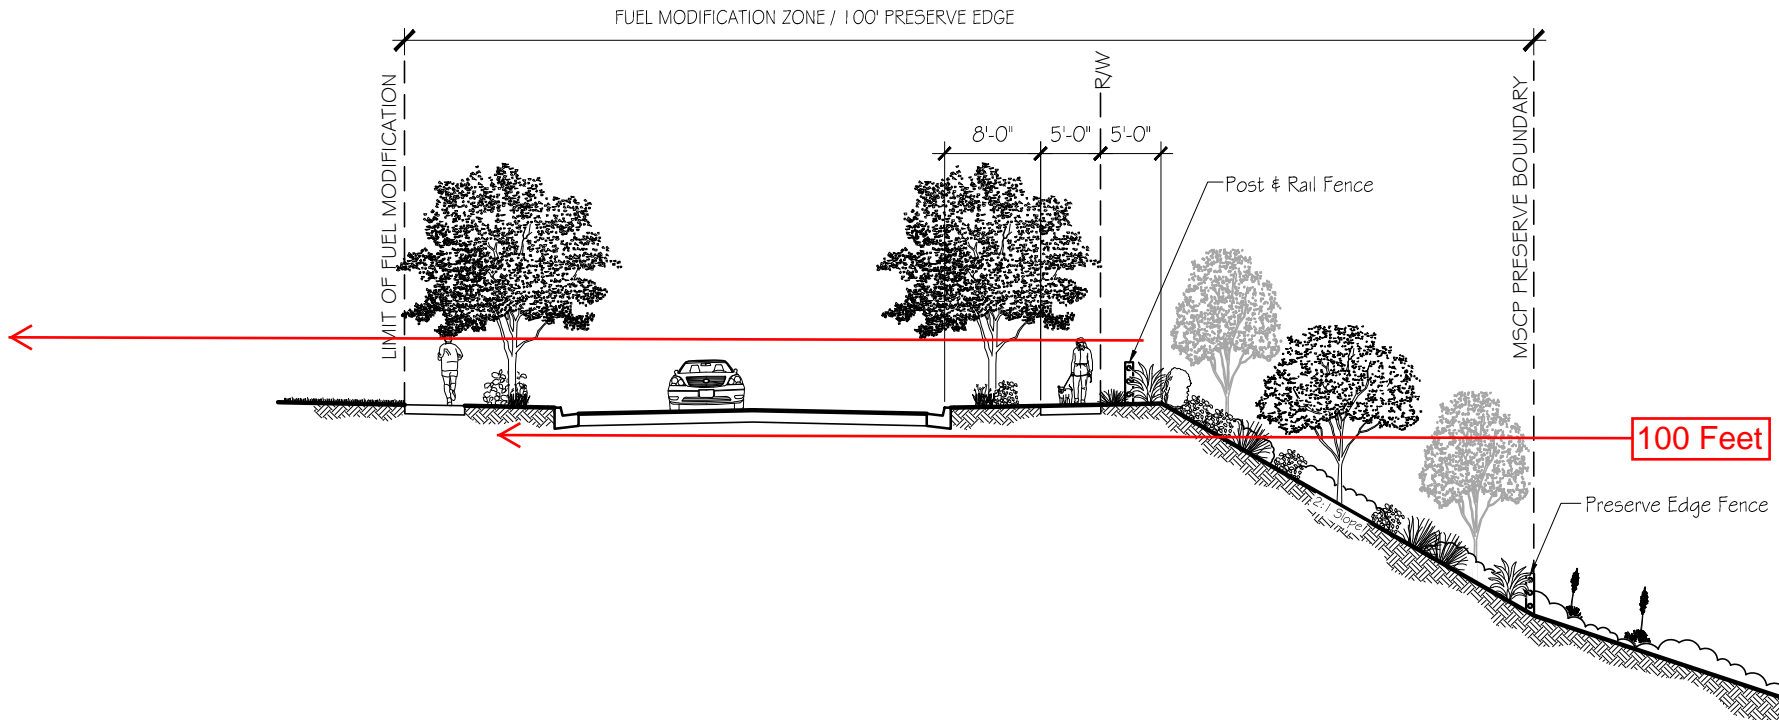 FUEL MODIFICATION ZONE / 100' PRESERVE EDGE
LIMIT OF FUEL MODIFICATION
R/W
MSCP PRESERVE BOUNDARY
8'-0"
5'-0"
5'-0"
Post & Rail Fence
100 Feet
2:1 Slope
Preserve Edge Fence